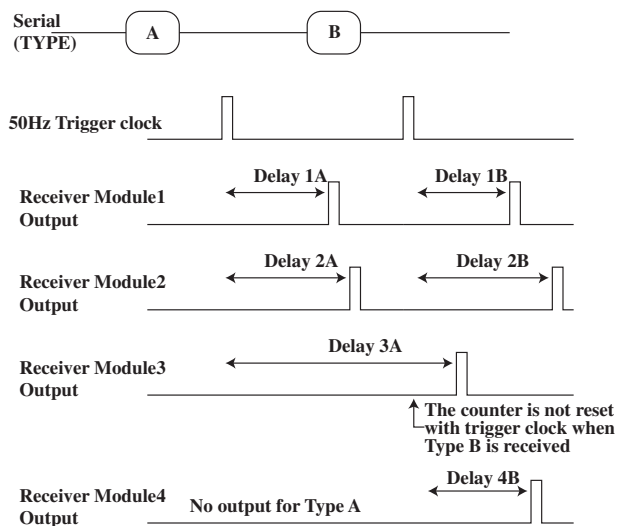 Serial
(TYPE)
A
B
50Hz Trigger clock
Delay 1A
Delay 1B
Receiver Module1
Output
Delay 2A
Delay 2B
Receiver Module2
Output
Delay 3A
Receiver Module3
Output
The counter is not reset
with trigger clock when
Type B is received
Delay 4B
Receiver Module4
Output
No output for Type A